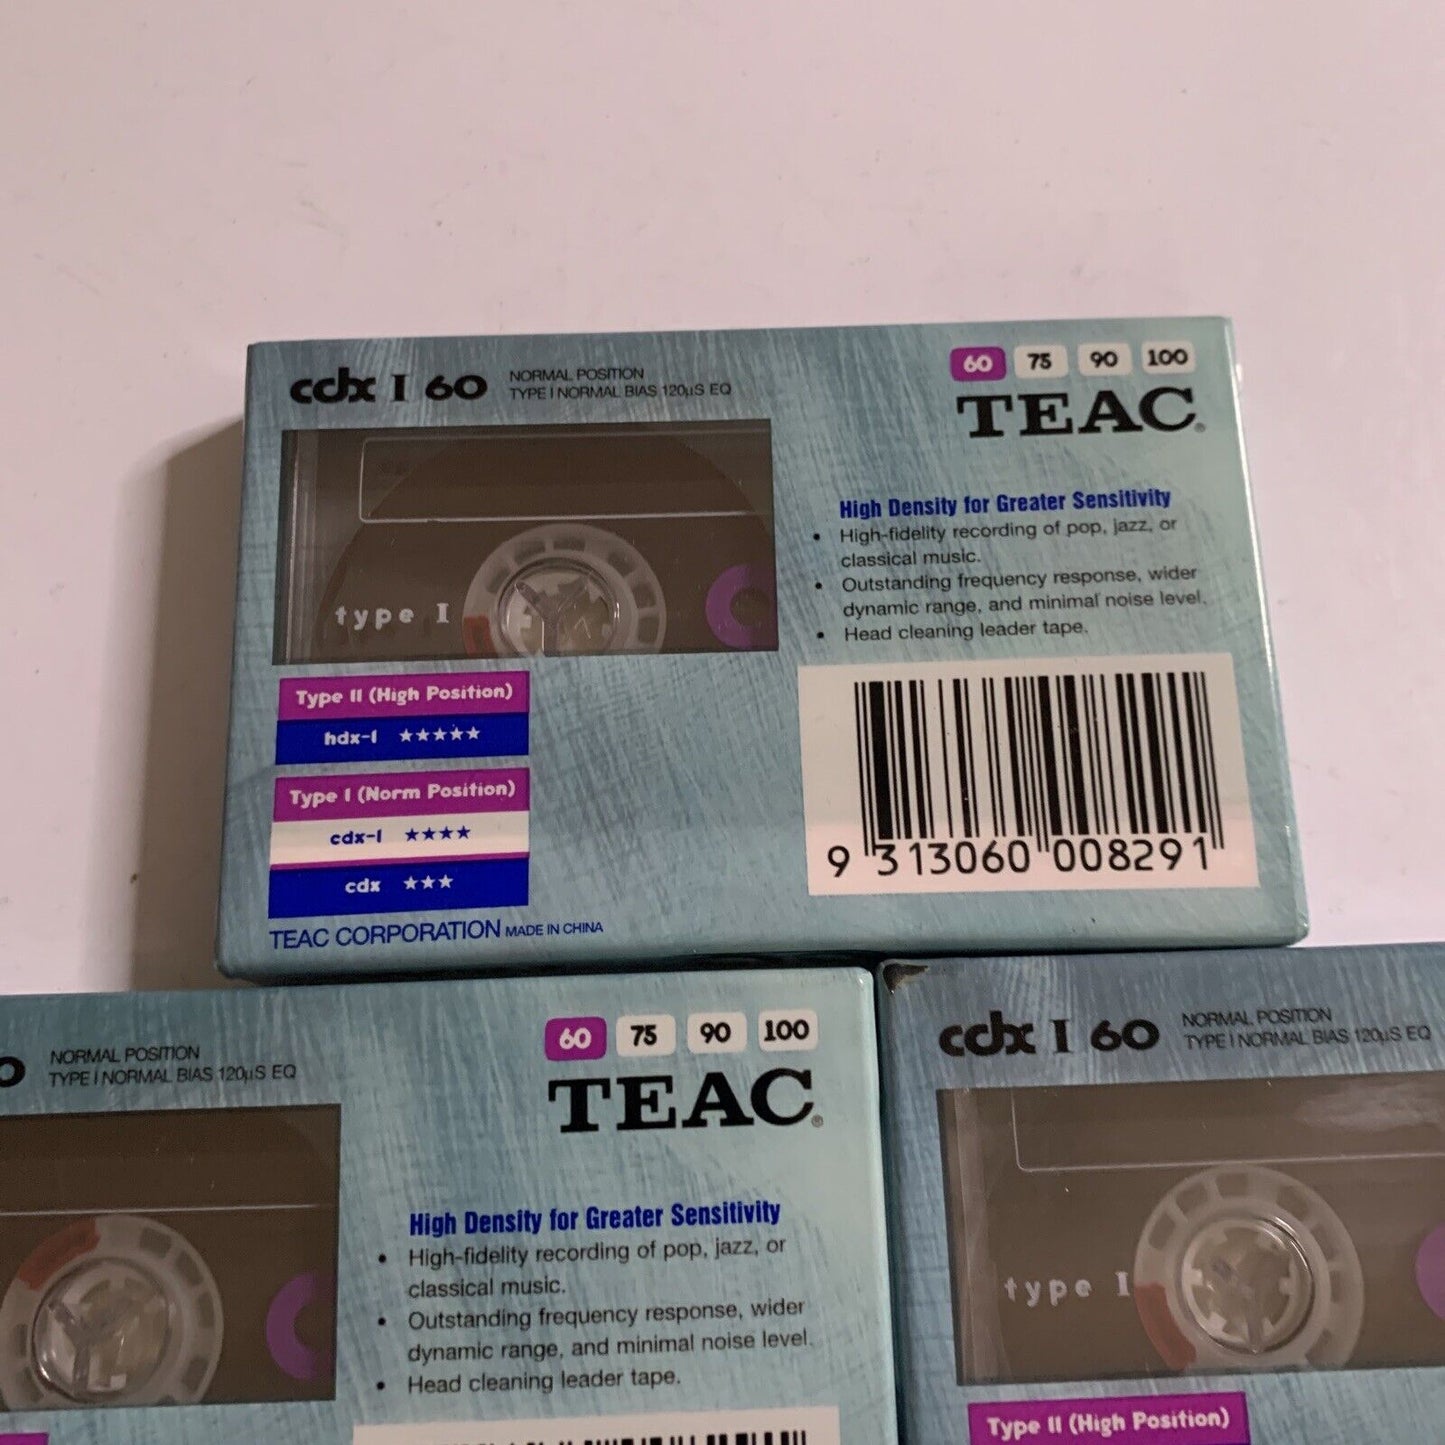 cdx I 60 NORMAL POSITION
TYPE I NORMAL BIAS 120µS EQ
60 75 90 100
TEAC®
type I
High Density for Greater Sensitivity
• High-fidelity recording of pop, jazz, or
classical music.
• Outstanding frequency response, wider
dynamic range, and minimal noise level.
• Head cleaning leader tape.
Type II (High Position)
hdx-I ★★★★★
Type I (Norm Position)
cdx-I ★★★★
cdx ★★★
TEAC CORPORATION MADE IN CHINA
9 313060 008291
0 NORMAL POSITION
TYPE I NORMAL BIAS 120µS EQ
60 75 90 100
TEAC®
High Density for Greater Sensitivity
• High-fidelity recording of pop, jazz, or
classical music.
• Outstanding frequency response, wider
dynamic range, and minimal noise level.
• Head cleaning leader tape.
cdx I 60 NORMAL POSITION
TYPE I NORMAL BIAS 120µS EQ
type I
Type II (High Position)